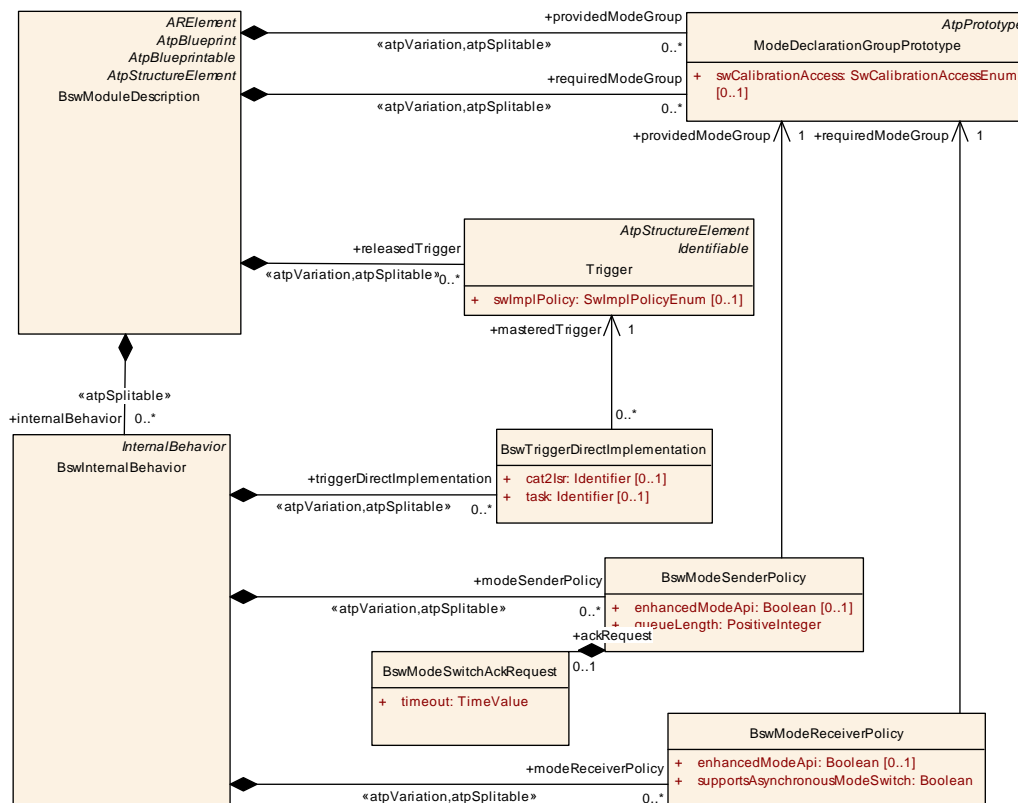 ARElement
AtpBlueprint
AtpBlueprintable
AtpStructureElement
BswModuleDescription
+providedModeGroup
«atpVariation,atpSplitable»
0..*
+requiredModeGroup
«atpVariation,atpSplitable»
0..*
AtpPrototype
ModeDeclarationGroupPrototype
+ swCalibrationAccess: SwCalibrationAccessEnum
[0..1]
+providedModeGroup
1
+requiredModeGroup
1
+releasedTrigger
«atpVariation,atpSplitable»
0..*
AtpStructureElement
Identifiable
Trigger
+ swImplPolicy: SwImplPolicyEnum [0..1]
+masteredTrigger
1
0..*
«atpSplitable»
+internalBehavior
0..*
InternalBehavior
BswInternalBehavior
+triggerDirectImplementation
«atpVariation,atpSplitable»
0..*
BswTriggerDirectImplementation
+ cat2Isr: Identifier [0..1]
+ task: Identifier [0..1]
+modeSenderPolicy
«atpVariation,atpSplitable»
0..*
BswModeSenderPolicy
+ enhancedModeApi: Boolean [0..1]
+ queueLength: PositiveInteger
+ackRequest
0..1
BswModeSwitchAckRequest
+ timeout: TimeValue
+modeReceiverPolicy
«atpVariation,atpSplitable»
0..*
BswModeReceiverPolicy
+ enhancedModeApi: Boolean [0..1]
+ supportsAsynchronousModeSwitch: Boolean